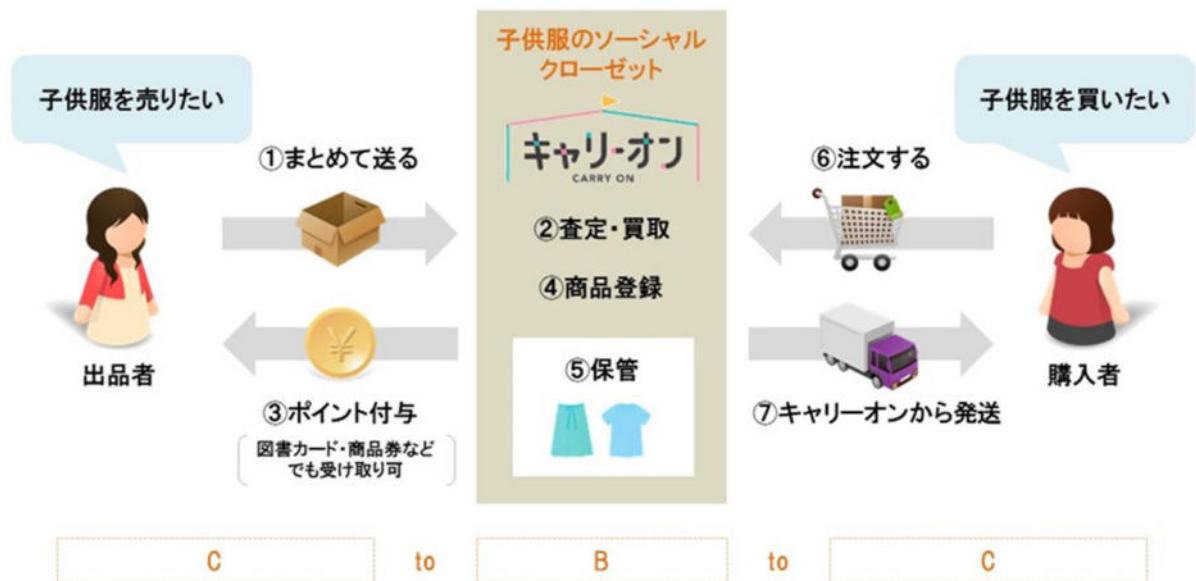 子供服のソーシャル
クローゼット
キャリーオン
CARRY ON
子供服を売りたい
①まとめて送る
出品者
③ポイント付与
図書カード・商品券など
でも受け取り可
②査定・買取
④商品登録
⑤保管
子供服を買いたい
⑥注文する
購入者
⑦キャリーオンから発送
C to B to C